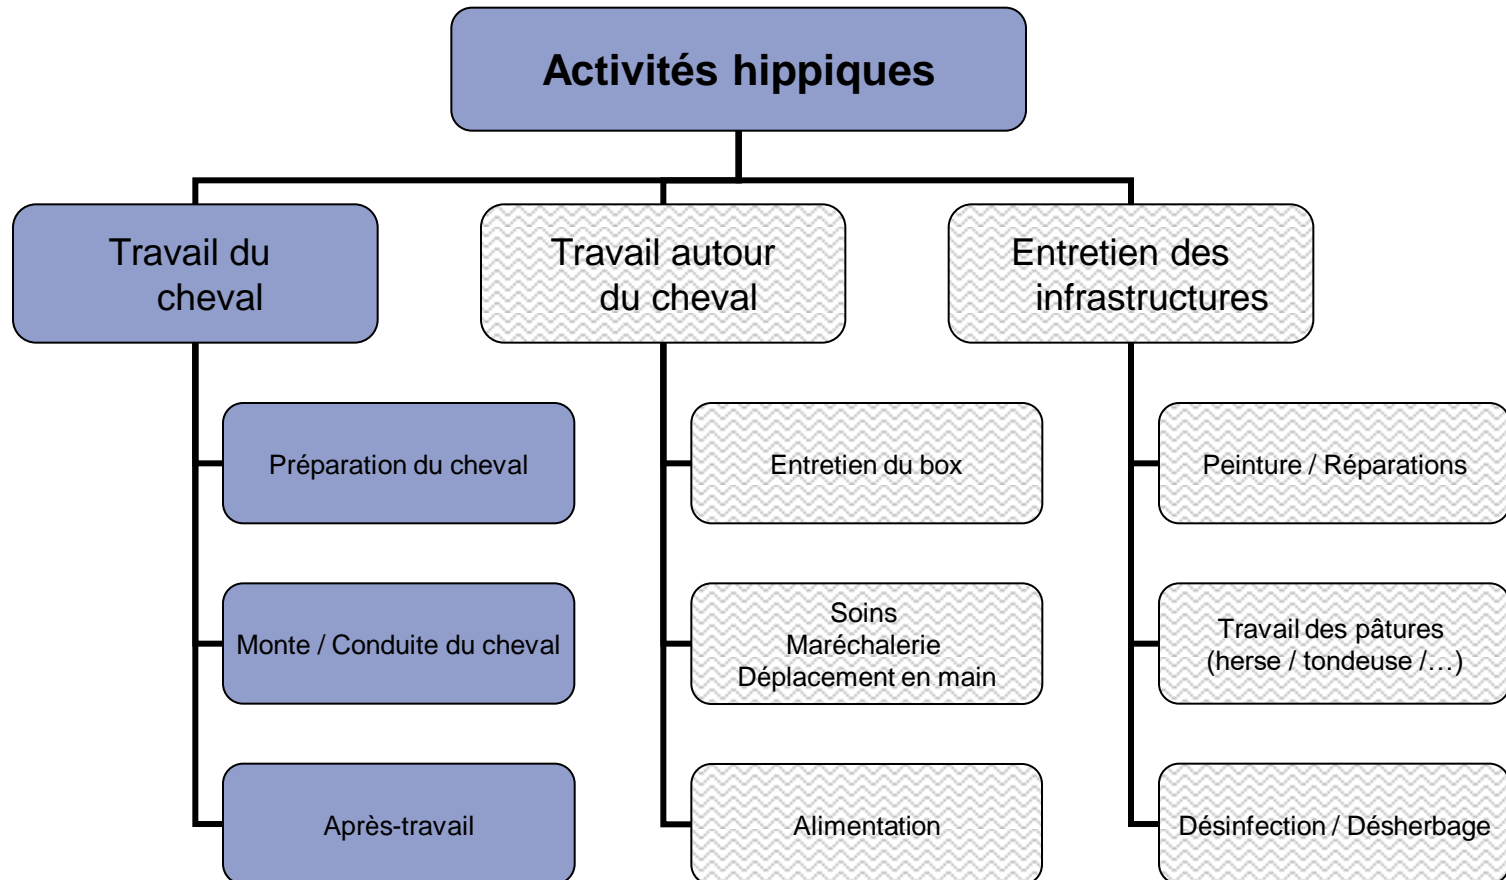 Activités hippiques
Travail du
cheval
Travail autour
du cheval
Entretien des
infrastructures
Préparation du cheval
Entretien du box
Peinture / Réparations
Monte / Conduite du cheval
Soins
Maréchalerie
Déplacement en main
Travail des pâtures
(herse / tondeuse /…)
Après-travail
Alimentation
Désinfection / Désherbage